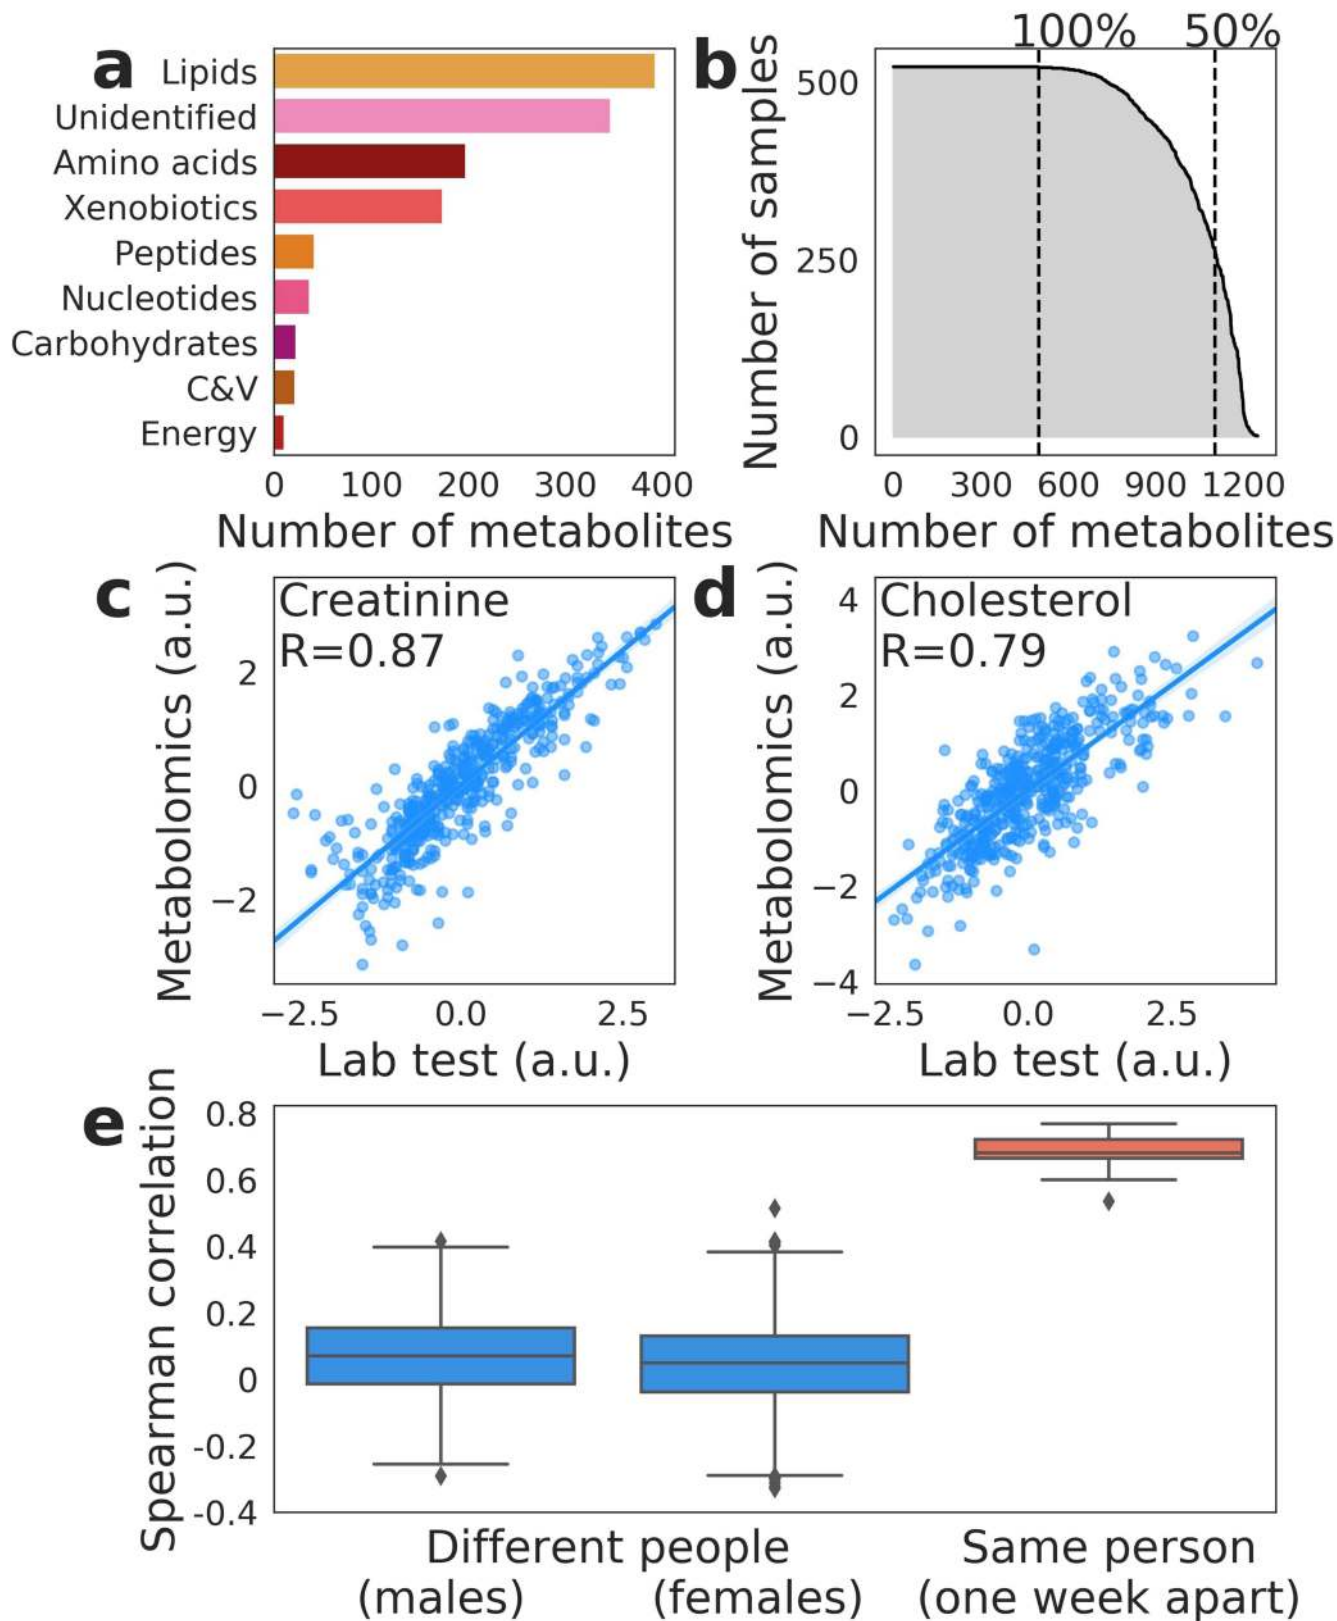 a
Lipids
Unidentified
Amino acids
Xenobiotics
Peptides
Nucleotides
Carbohydrates
C&V
Energy
0 100 200 300 400
Number of metabolites
b
100% 50%
Number of samples
500
250
0
0 300 600 900 1200
Number of metabolites
c
Creatinine
R=0.87
Metabolomics (a.u.)
2
0
−2
−2.5 0.0 2.5
Lab test (a.u.)
d
Cholesterol
R=0.79
Metabolomics (a.u.)
4
2
0
−2
−4
−2.5 0.0 2.5
Lab test (a.u.)
e
Spearman correlation
0.8
0.6
0.4
0.2
0
-0.2
-0.4
Different people
(males) (females)
Same person
(one week apart)